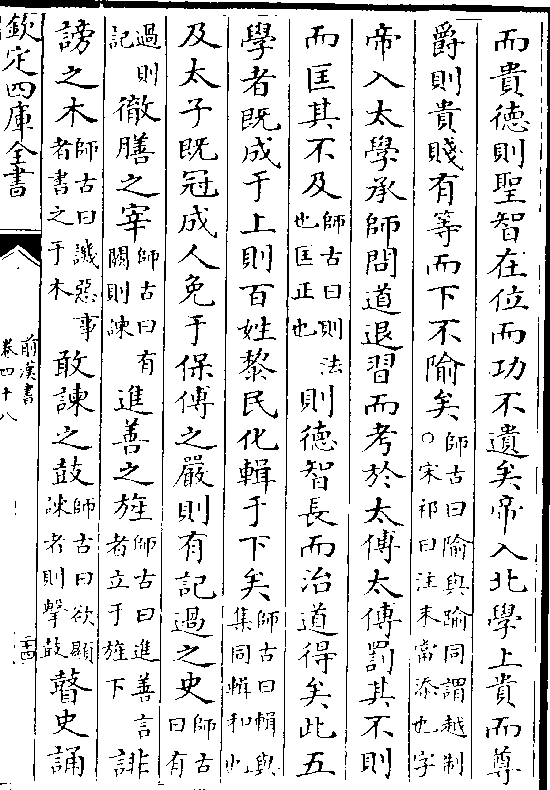 而貴徳則聖智在位而功不遺矣帝入北學上貴而尊
爵則貴賤有等而下不隃矣師古曰隃與踰同謂越制○宋祁曰注末當添也字
帝入太學承師問道退習而考於太傅太傅罰其不則
而匡其不及師古曰則法也匡正也則徳智長而治道得矣此五
學者既成于上則百姓黎民化輯于下矣師古曰輯與集同輯和也
及太子既冠成人免于保傅之嚴則有記過之史師古曰有
過則記徹膳之宰師古曰有闕則諫進善之旌師古曰進善言者立于旌下誹
謗之木師古曰譏惡事者書之于木敢諫之鼓師古曰欲顯諫者則擊鼓瞽史誦
欽定四庫全書
前漢書
卷四十八
二四